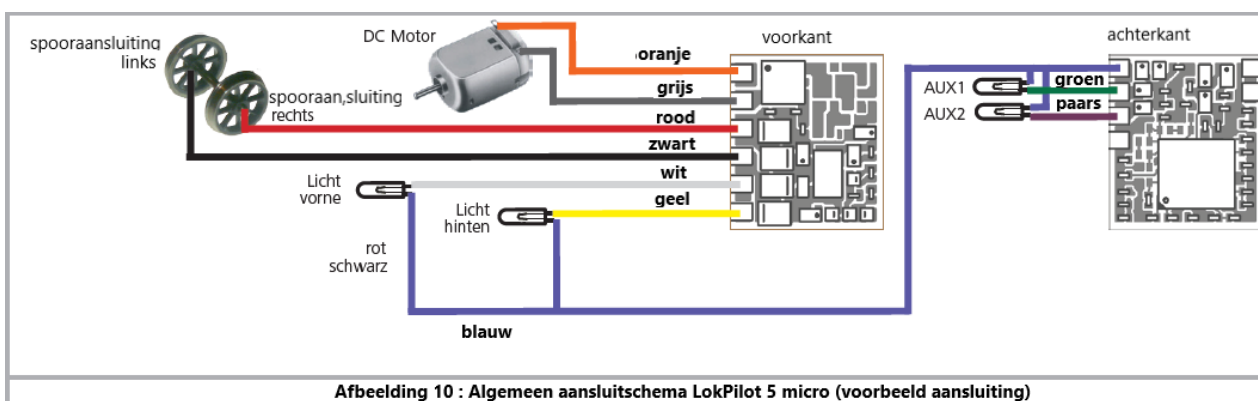 spooraansluiting
links
DC Motor
oranje
voorkant
achterkant
grijs
AUX1
groen
spooraan,sluiting
rechts
rood
AUX2
paars
zwart
Licht
vorne
wit
Licht
hinten
geel
rot
schwarz
blauw
Afbeelding 10 : Algemeen aansluitschema LokPilot 5 micro (voorbeeld aansluiting)